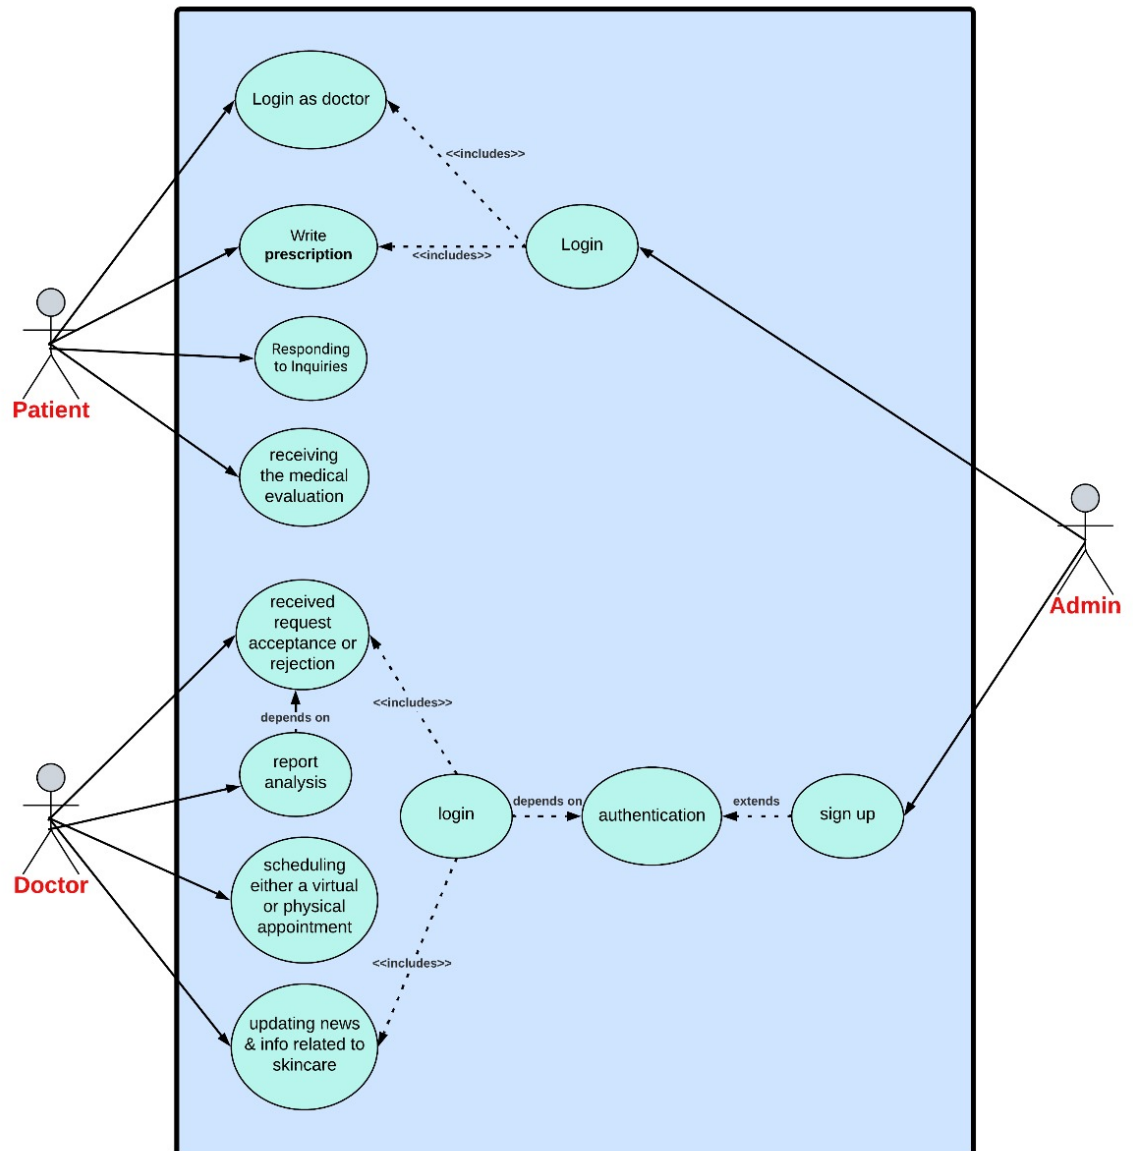 Login as doctor
<<includes>>
Write
prescription
<<includes>>
Login
Responding
to Inquiries
Patient
receiving
the medical
evaluation
Admin
received
request
acceptance or
rejection
<<includes>>
depends on
report
analysis
login
depends on
authentication
extends
sign up
Doctor
scheduling
either a virtual
or physical
appointment
<<includes>>
updating news
& info related to
skincare